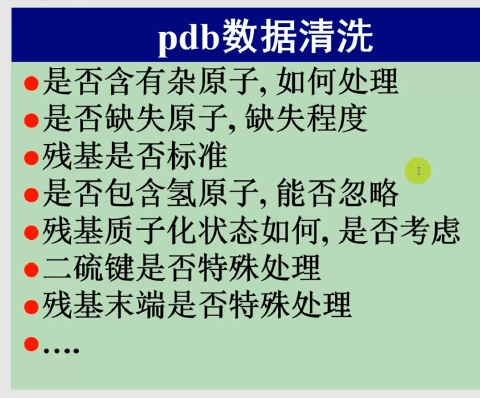 pdb数据清洗
●是否含有杂原子, 如何处理
●是否缺失原子, 缺失程度
●残基是否标准
●是否包含氢原子, 能否忽略
●残基质子化状态如何, 是否考虑
●二硫键是否特殊处理
●残基末端是否特殊处理
●....